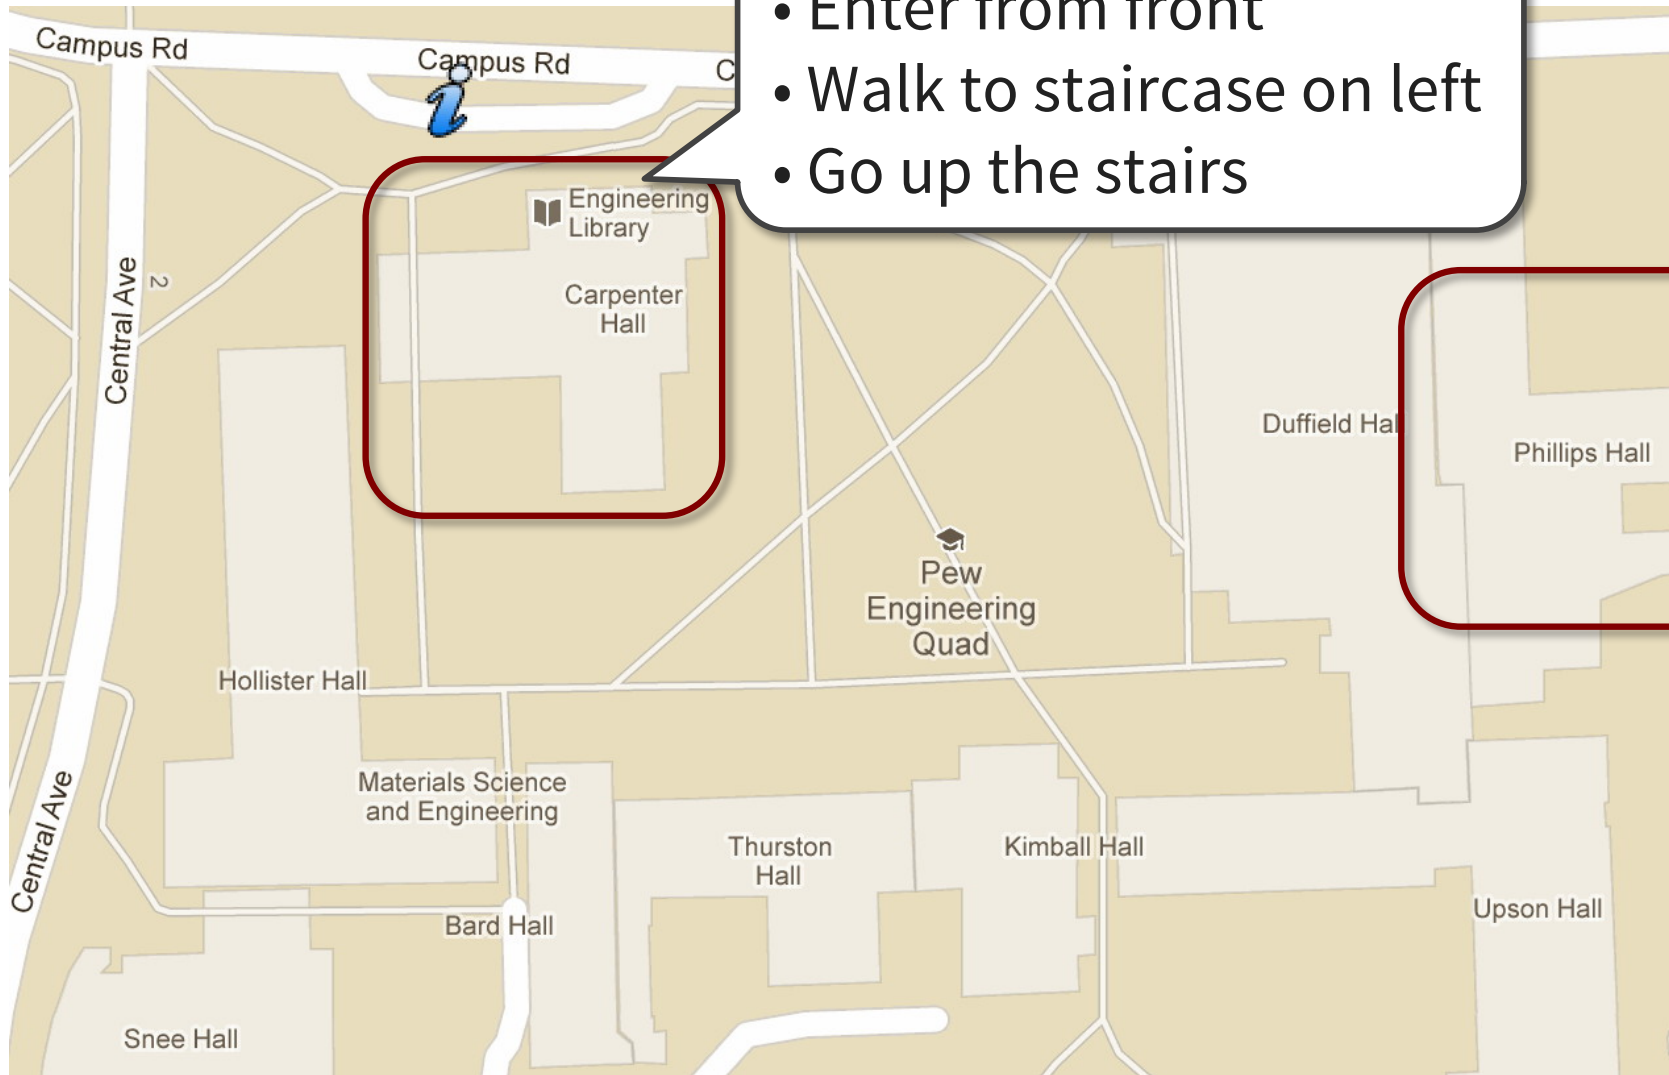 • Enter from front
• Walk to staircase on left
• Go up the stairs
Campus Rd
Campus Rd
C
Engineering
Library
Carpenter
Hall
Central Ave
2
Duffield Hal
Phillips Hall
Pew
Engineering
Quad
Hollister Hall
Materials Science
and Engineering
Thurston
Hall
Kimball Hall
Central Ave
Upson Hall
Bard Hall
Snee Hall